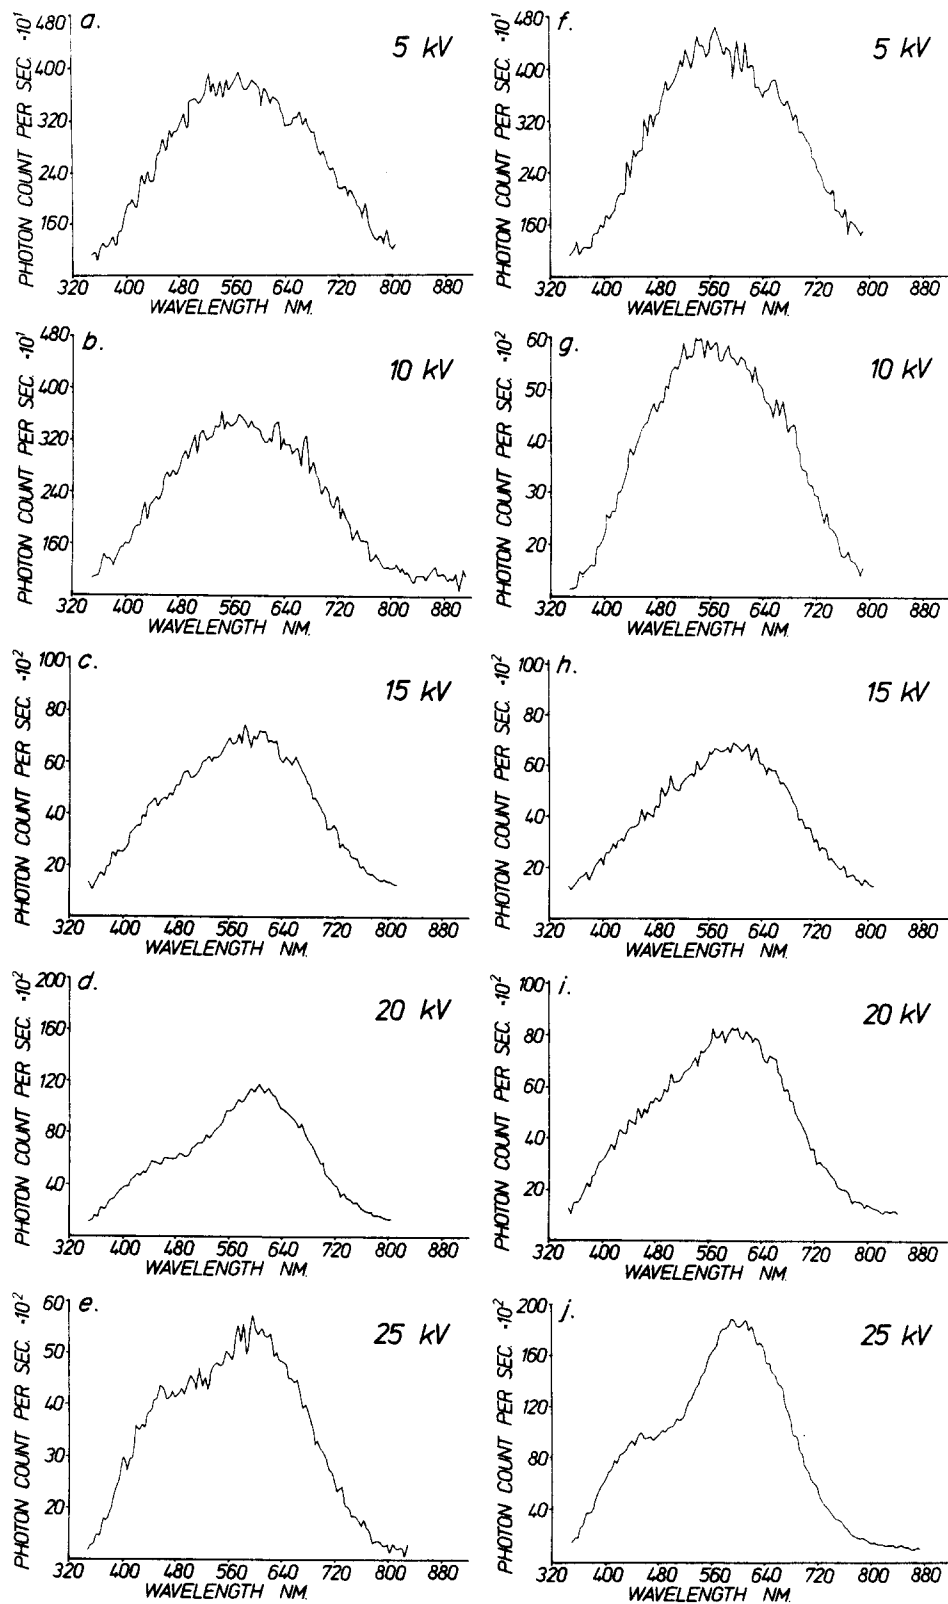 PHOTON COUNT PER SEC. ·10¹
480
400
320
240
160
a.
5 kV
320 400 480 560 640 720 800 880
WAVELENGTH NM.
PHOTON COUNT PER SEC. ·10¹
480
400
320
240
160
f.
5 kV
320 400 480 560 640 720 800 880
WAVELENGTH NM.
PHOTON COUNT PER SEC. ·10¹
480
400
320
240
160
b.
10 kV
320 400 480 560 640 720 800 880
WAVELENGTH NM.
PHOTON COUNT PER SEC. ·10²
60
50
40
30
20
g.
10 kV
320 400 480 560 640 720 800 880
WAVELENGTH NM.
PHOTON COUNT PER SEC. ·10²
100
80
60
40
20
c.
15 kV
320 400 480 560 640 720 800 880
WAVELENGTH NM.
PHOTON COUNT PER SEC. ·10²
100
80
60
40
20
h.
15 kV
320 400 480 560 640 720 800 880
WAVELENGTH NM.
PHOTON COUNT PER SEC. ·10²
200
160
120
80
40
d.
20 kV
320 400 480 560 640 720 800 880
WAVELENGTH NM.
PHOTON COUNT PER SEC. ·10²
100
80
60
40
20
i.
20 kV
320 400 480 560 640 720 800 880
WAVELENGTH NM.
PHOTON COUNT PER SEC. ·10²
60
50
40
30
20
e.
25 kV
320 400 480 560 640 720 800 880
WAVELENGTH NM.
PHOTON COUNT PER SEC. ·10²
200
160
120
80
40
j.
25 kV
320 400 480 560 640 720 800 880
WAVELENGTH NM.